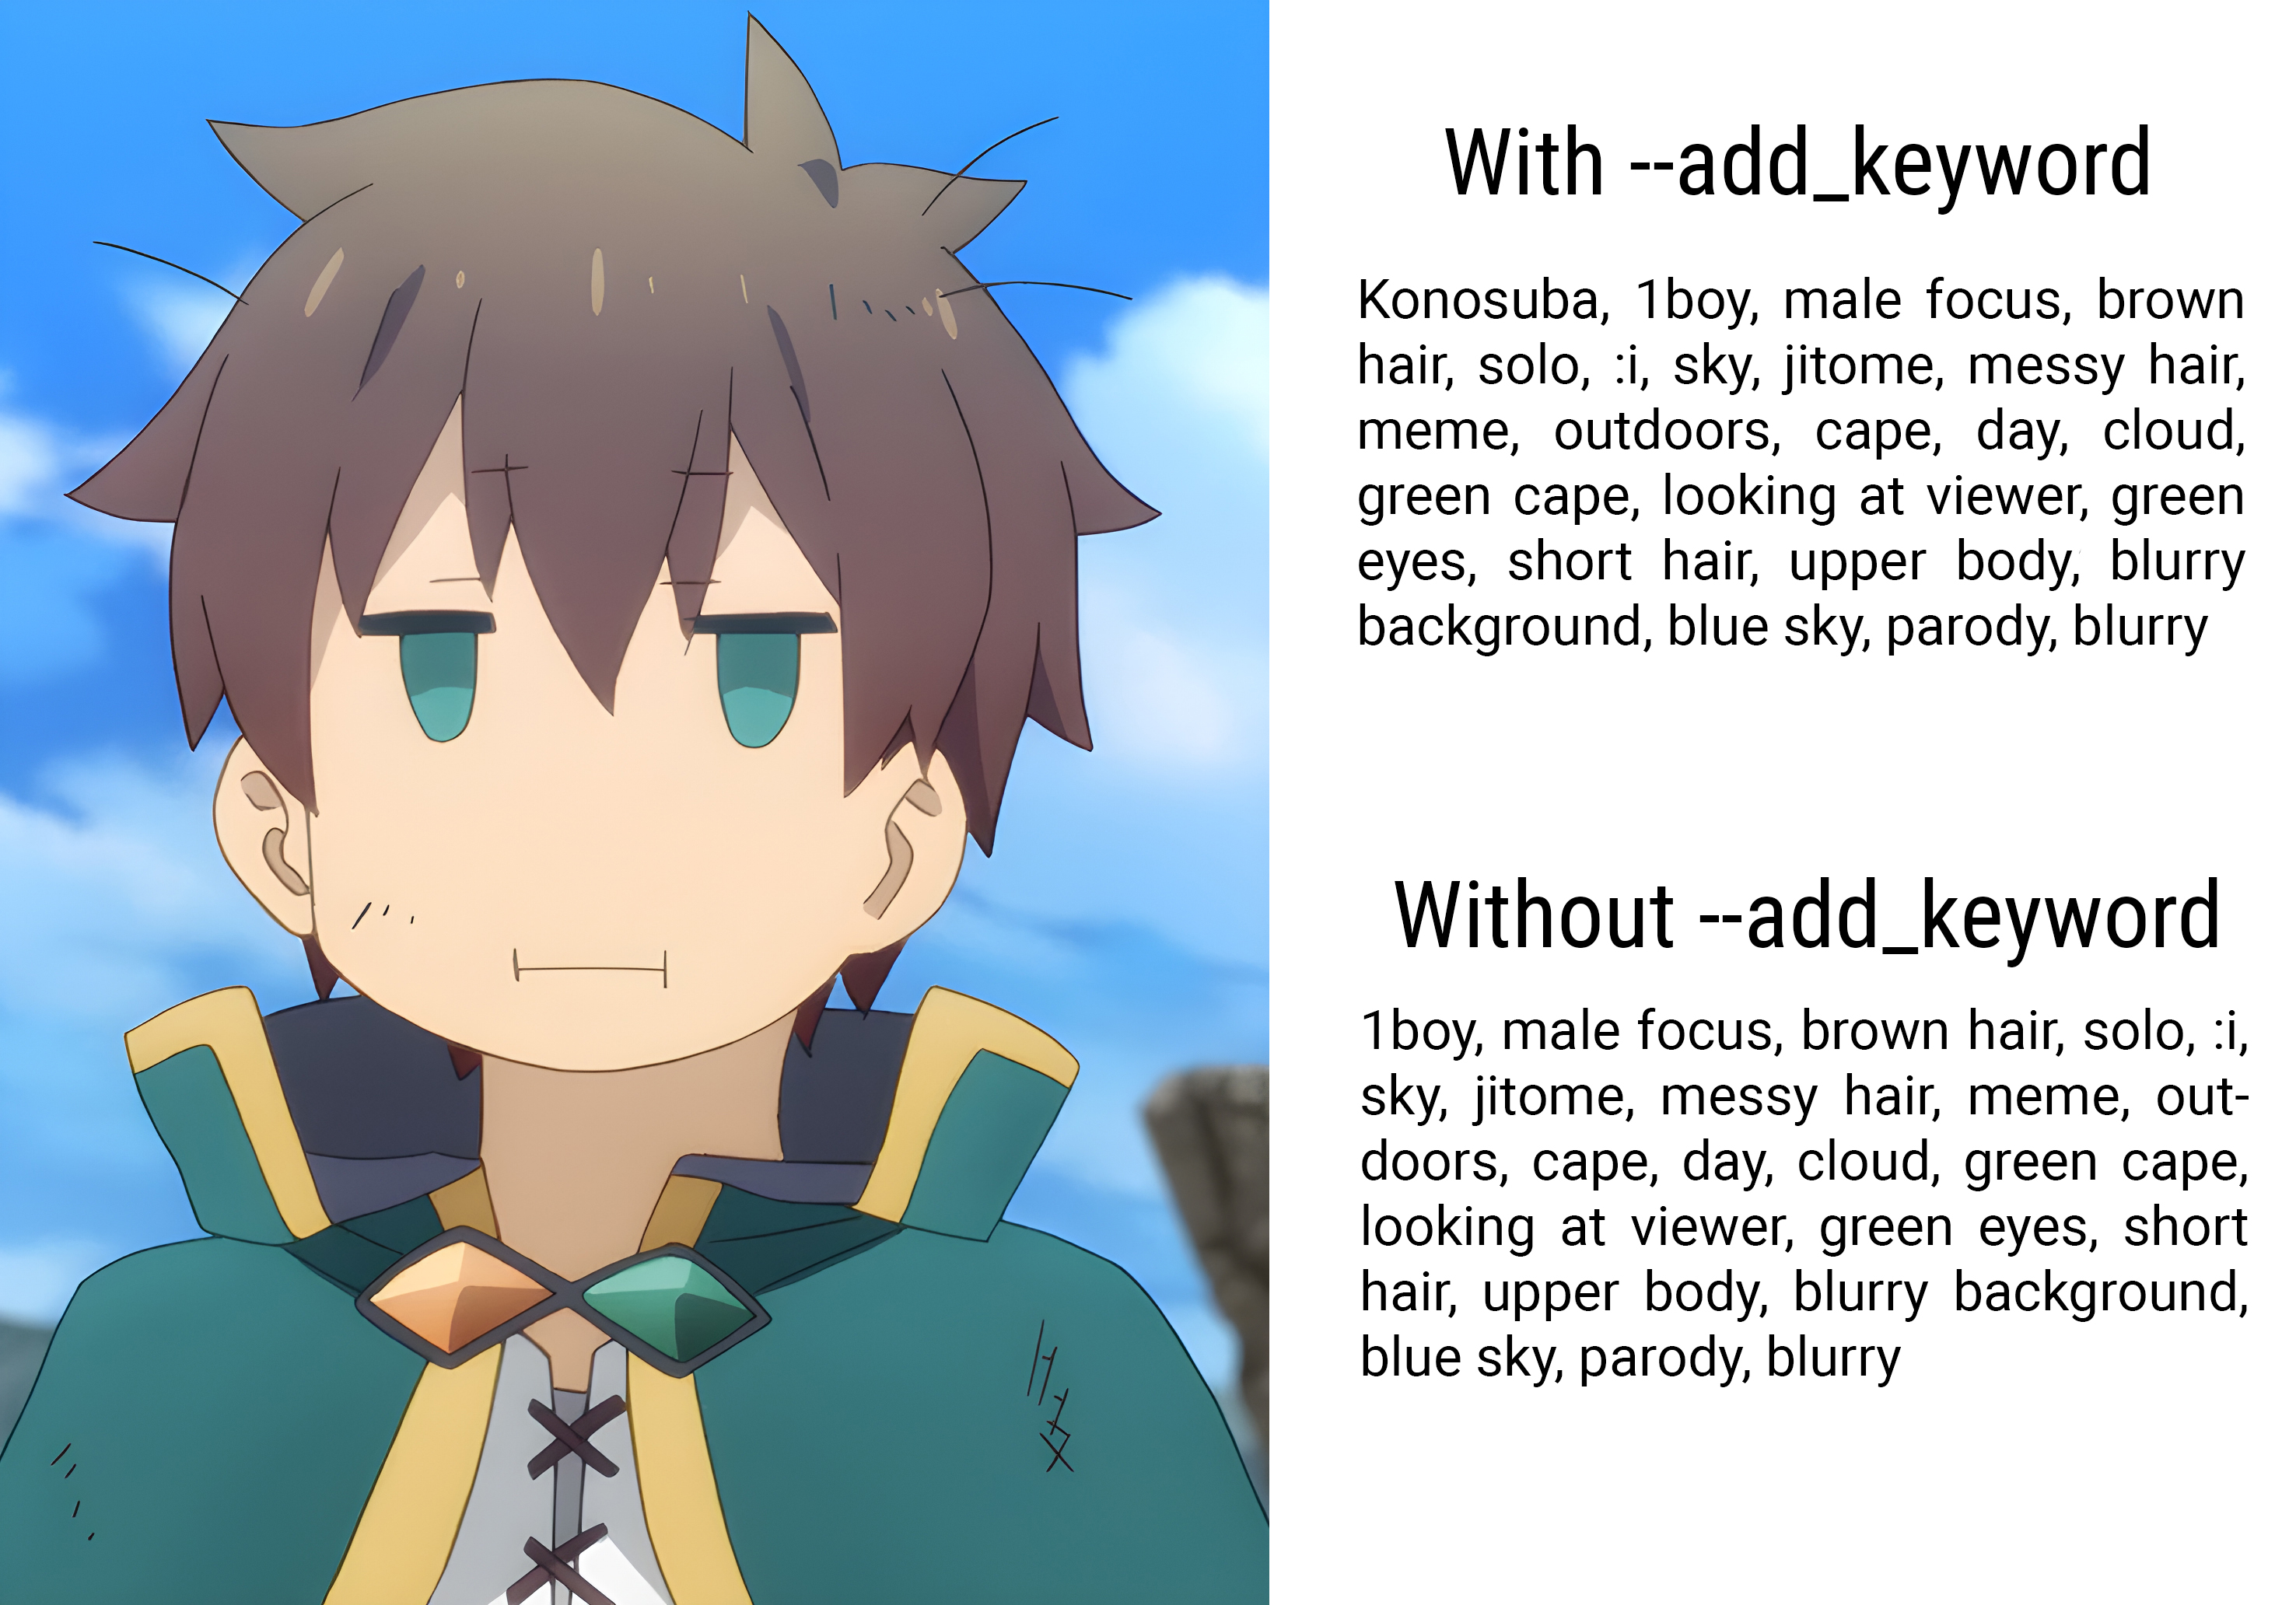 With --add_keyword
Konosuba, 1boy, male focus, brown
hair, solo, :i, sky, jitome, messy hair,
meme, outdoors, cape, day, cloud,
green cape, looking at viewer, green
eyes, short hair, upper body, blurry
background, blue sky, parody, blurry
Without --add_keyword
1boy, male focus, brown hair, solo, :i,
sky, jitome, messy hair, meme, out-
doors, cape, day, cloud, green cape,
looking at viewer, green eyes, short
hair, upper body, blurry background,
blue sky, parody, blurry